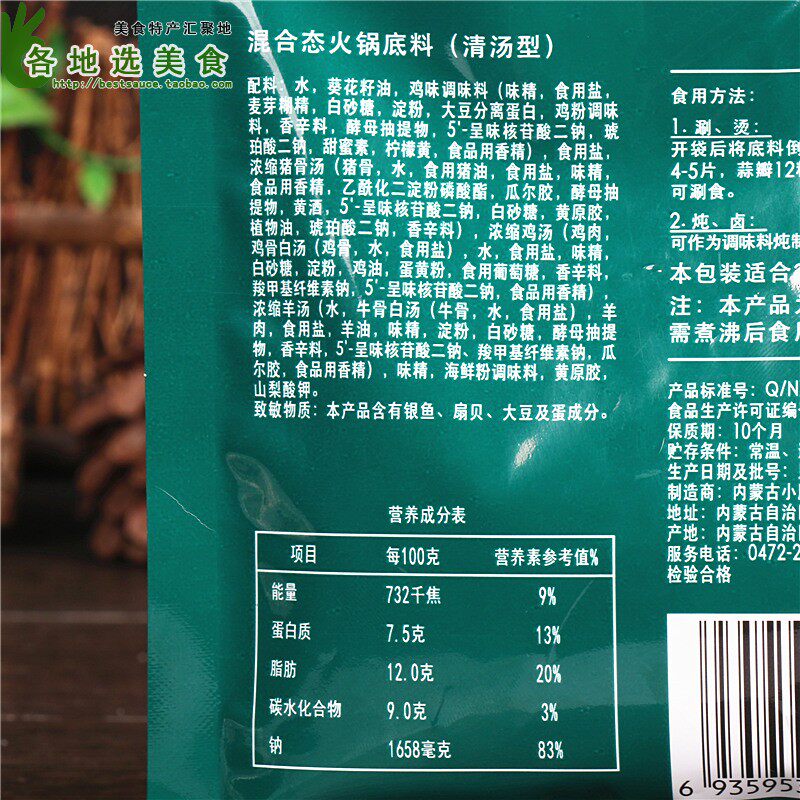 美食特产汇聚地
各地选美食
http://bestsauce.taobao.com
混合态火锅底料（清汤型）
配料：水，葵花籽油，鸡味调味料（味精，食用盐，
麦芽糊精，白砂糖，淀粉，大豆分离蛋白，鸡粉调味
料，香辛料，酵母抽提物，5'-呈味核苷酸二钠，琥
珀酸二钠，甜蜜素，柠檬黄，食品用香精），食用盐，
浓缩猪骨汤（猪骨，水，食用猪油，食用盐，味精，
食品用香精，乙酰化二淀粉磷酸酯，瓜尔胶，酵母抽
提物，黄酒，5'-呈味核苷酸二钠，白砂糖，黄原胶，
植物油，琥珀酸二钠，香辛料），浓缩鸡汤（鸡肉，
鸡骨白汤（鸡骨，水，食用盐），水，食用盐，味精，
白砂糖，淀粉，鸡油，蛋黄粉，食用葡萄糖，香辛料，
羧甲基纤维素钠，5'-呈味核苷酸二钠，食品用香精），
浓缩羊汤（水，牛骨白汤（牛骨，水，食用盐），羊
肉，食用盐，羊油，味精，淀粉，白砂糖，酵母抽提
物，香辛料，5'-呈味核苷酸二钠、羧甲基纤维素钠，瓜
尔胶，食品用香精），味精，海鲜粉调味料，黄原胶，
山梨酸钾。
致敏物质：本产品含有银鱼、扇贝、大豆及蛋成分。
营养成分表
项目 每100克 营养素参考值%
能量 732千焦 9%
蛋白质 7.5克 13%
脂肪 12.0克 20%
碳水化合物 9.0克 3%
钠 1658毫克 83%
食用方法：
1. 涮、烫：
开袋后将底料倒
4-5片，蒜瓣12
可涮食。
2. 炖、卤：
可作为调味料炖制
本包装适合
注：本产品
需煮沸后食
产品标准号：Q/N
食品生产许可证编
保质期：10个月
贮存条件：常温、
生产日期及批号：
制造商：内蒙古小
地址：内蒙古自治
产地：内蒙古自治
服务电话：0472-2
检验合格
6 935953